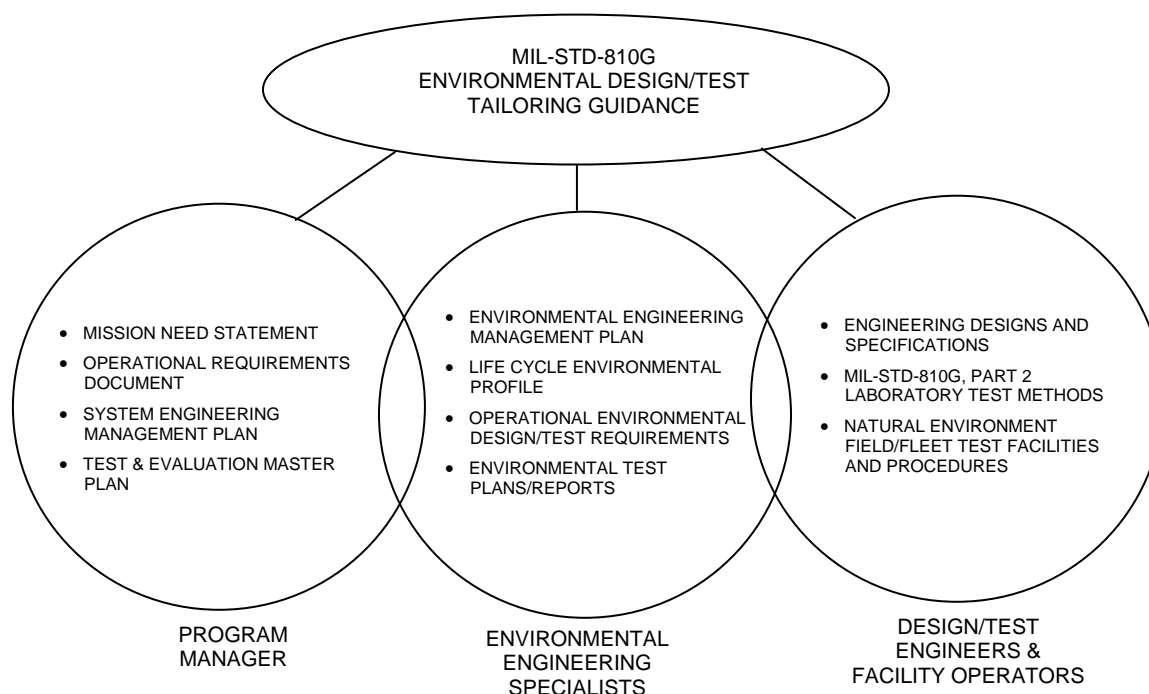 MIL-STD-810G
ENVIRONMENTAL DESIGN/TEST
TAILORING GUIDANCE
• MISSION NEED STATEMENT
• OPERATIONAL REQUIREMENTS
DOCUMENT
• SYSTEM ENGINEERING
MANAGEMENT PLAN
• TEST & EVALUATION MASTER
PLAN
• ENVIRONMENTAL ENGINEERING
MANAGEMENT PLAN
• LIFE CYCLE ENVIRONMENTAL
PROFILE
• OPERATIONAL ENVIRONMENTAL
DESIGN/TEST REQUIREMENTS
• ENVIRONMENTAL TEST
PLANS/REPORTS
• ENGINEERING DESIGNS AND
SPECIFICATIONS
• MIL-STD-810G, PART 2
LABORATORY TEST METHODS
• NATURAL ENVIRONMENT
FIELD/FLEET TEST FACILITIES
AND PROCEDURES
PROGRAM
MANAGER
ENVIRONMENTAL
ENGINEERING
SPECIALISTS
DESIGN/TEST
ENGINEERS &
FACILITY OPERATORS